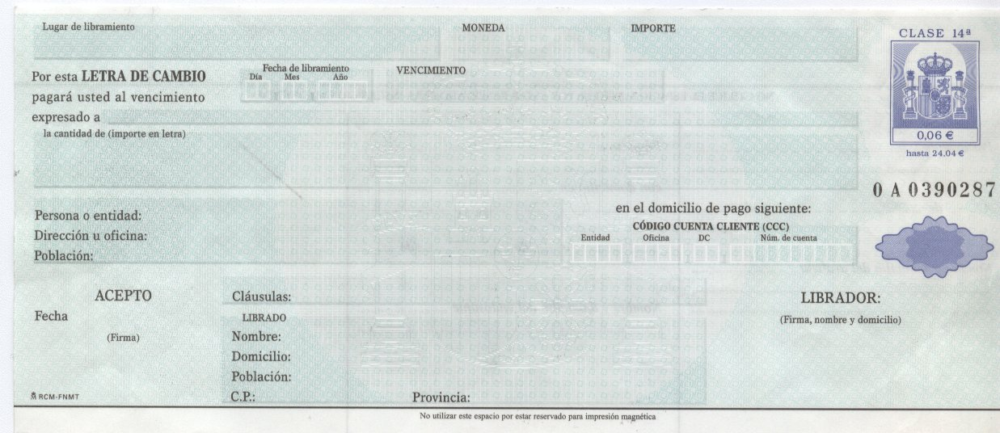 Lugar de libramiento MONEDA IMPORTE
CLASE 14ª
Por esta LETRA DE CAMBIO
pagará usted al vencimiento
expresado a
Fecha de libramiento
Día Mes Año
VENCIMIENTO
la cantidad de (importe en letra)
0,06 €
hasta 24.04 €
0 A 0390287
Persona o entidad:
Dirección u oficina:
Población:
en el domicilio de pago siguiente:
CÓDIGO CUENTA CLIENTE (CCC)
Entidad Oficina DC Núm. de cuenta
ACEPTO
Fecha
(Firma)
Cláusulas:
LIBRADO
Nombre:
Domicilio:
Población:
C.P.: Provincia:
LIBRADOR:
(Firma, nombre y domicilio)
RCM-FNMT
No utilizar este espacio por estar reservado para impresión magnética